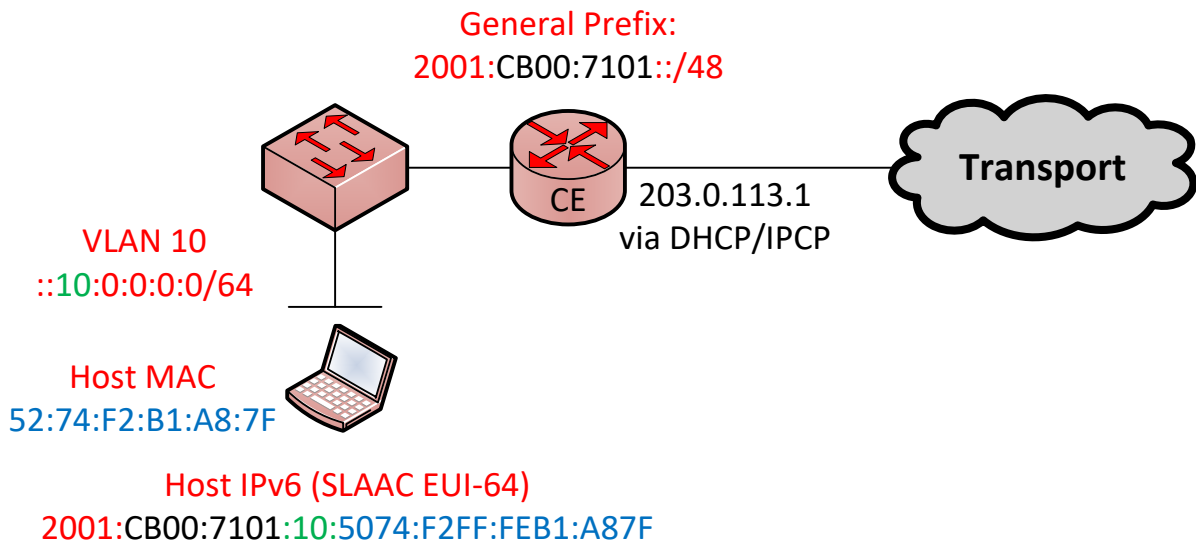 General Prefix:
2001:CB00:7101::/48
CE
203.0.113.1
via DHCP/IPCP
Transport
VLAN 10
::10:0:0:0:0/64
Host MAC
52:74:F2:B1:A8:7F
Host IPv6 (SLAAC EUI-64)
2001:CB00:7101:10:5074:F2FF:FEB1:A87F